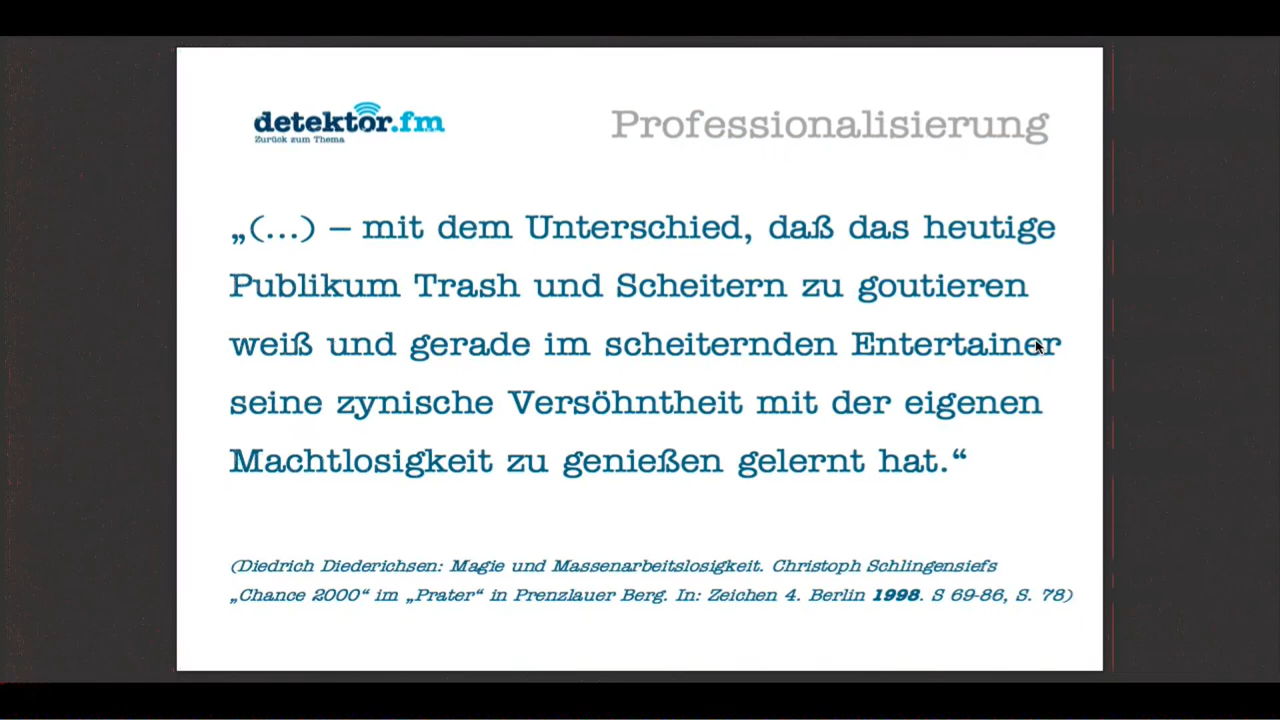 detektor.fm
Zurück zum Thema
Professionalisierung
„(...) – mit dem Unterschied, daß das heutige
Publikum Trash und Scheitern zu goutieren
weiß und gerade im scheiternden Entertainer
seine zynische Versöhntheit mit der eigenen
Machtlosigkeit zu genießen gelernt hat.“
(Diedrich Diederichsen: Magie und Massenarbeitslosigkeit. Christoph Schlingensiefs
„Chance 2000“ im „Prater“ in Prenzlauer Berg. In: Zeichen 4. Berlin 1998. S 69-86, S. 78)